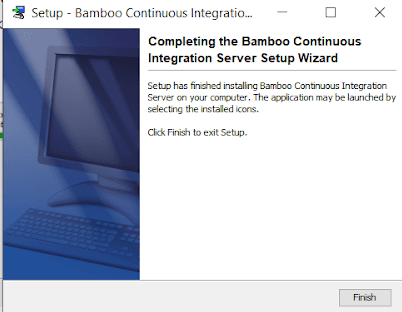 Setup - Bamboo Continuous Integratio...
Completing the Bamboo Continuous
Integration Server Setup Wizard
Setup has finished installing Bamboo Continuous Integration
Server on your computer. The application may be launched by
selecting the installed icons.
Click Finish to exit Setup.
Finish